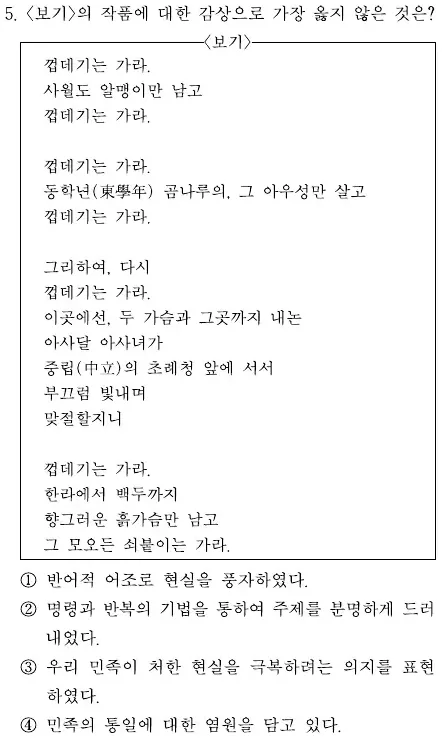 5. 〈보기〉의 작품에 대한 감상으로 가장 옳지 않은 것은?
〈보기〉
껍데기는 가라.
사월도 알맹이만 남고
껍데기는 가라.
껍데기는 가라.
동학년(東學年) 곰나루의, 그 아우성만 살고
껍데기는 가라.
그리하여, 다시
껍데기는 가라.
이곳에선, 두 가슴과 그곳까지 내논
아사달 아사녀가
중립(中立)의 초례청 앞에 서서
부끄럼 빛내며
맞절할지니
껍데기는 가라.
한라에서 백두까지
향그러운 흙가슴만 남고
그 모오든 쇠붙이는 가라.
① 반어적 어조로 현실을 풍자하였다.
② 명령과 반복의 기법을 통하여 주제를 분명하게 드러
내었다.
③ 우리 민족이 처한 현실을 극복하려는 의지를 표현
하였다.
④ 민족의 통일에 대한 염원을 담고 있다.